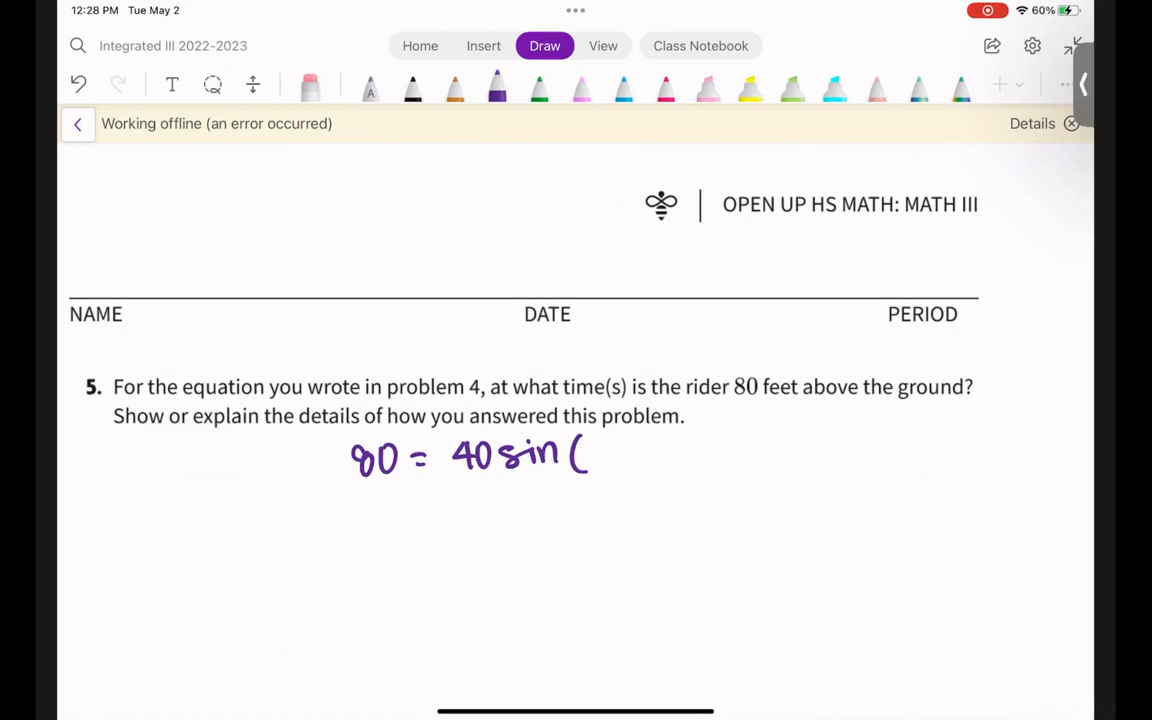 12:28 PM Tue May 2
60%
Integrated III 2022-2023
Home Insert Draw View Class Notebook
T A
Working offline (an error occurred) Details
OPEN UP HS MATH: MATH III
NAME DATE PERIOD
5. For the equation you wrote in problem 4, at what time(s) is the rider 80 feet above the ground?
Show or explain the details of how you answered this problem.
80 = 40 sin (